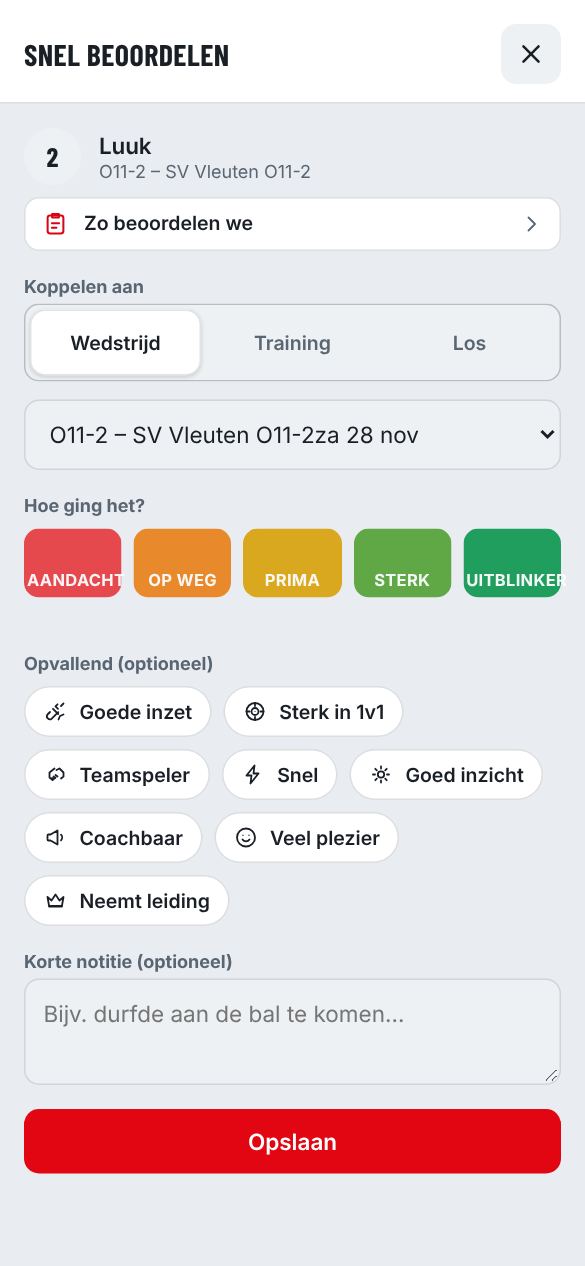 SNEL BEOORDELEN
2
Luuk
O11-2 – SV Vleuten O11-2
Zo beoordelen we
Koppelen aan
Wedstrijd Training Los
O11-2 – SV Vleuten O11-2za 28 nov
Hoe ging het?
AANDACHT OP WEG PRIMA STERK UITBLINKER
Opvallend (optioneel)
Goede inzet Sterk in 1v1
Teamspeler Snel Goed inzicht
Coachbaar Veel plezier
Neemt leiding
Korte notitie (optioneel)
Bijv. durfde aan de bal te komen...
Opslaan